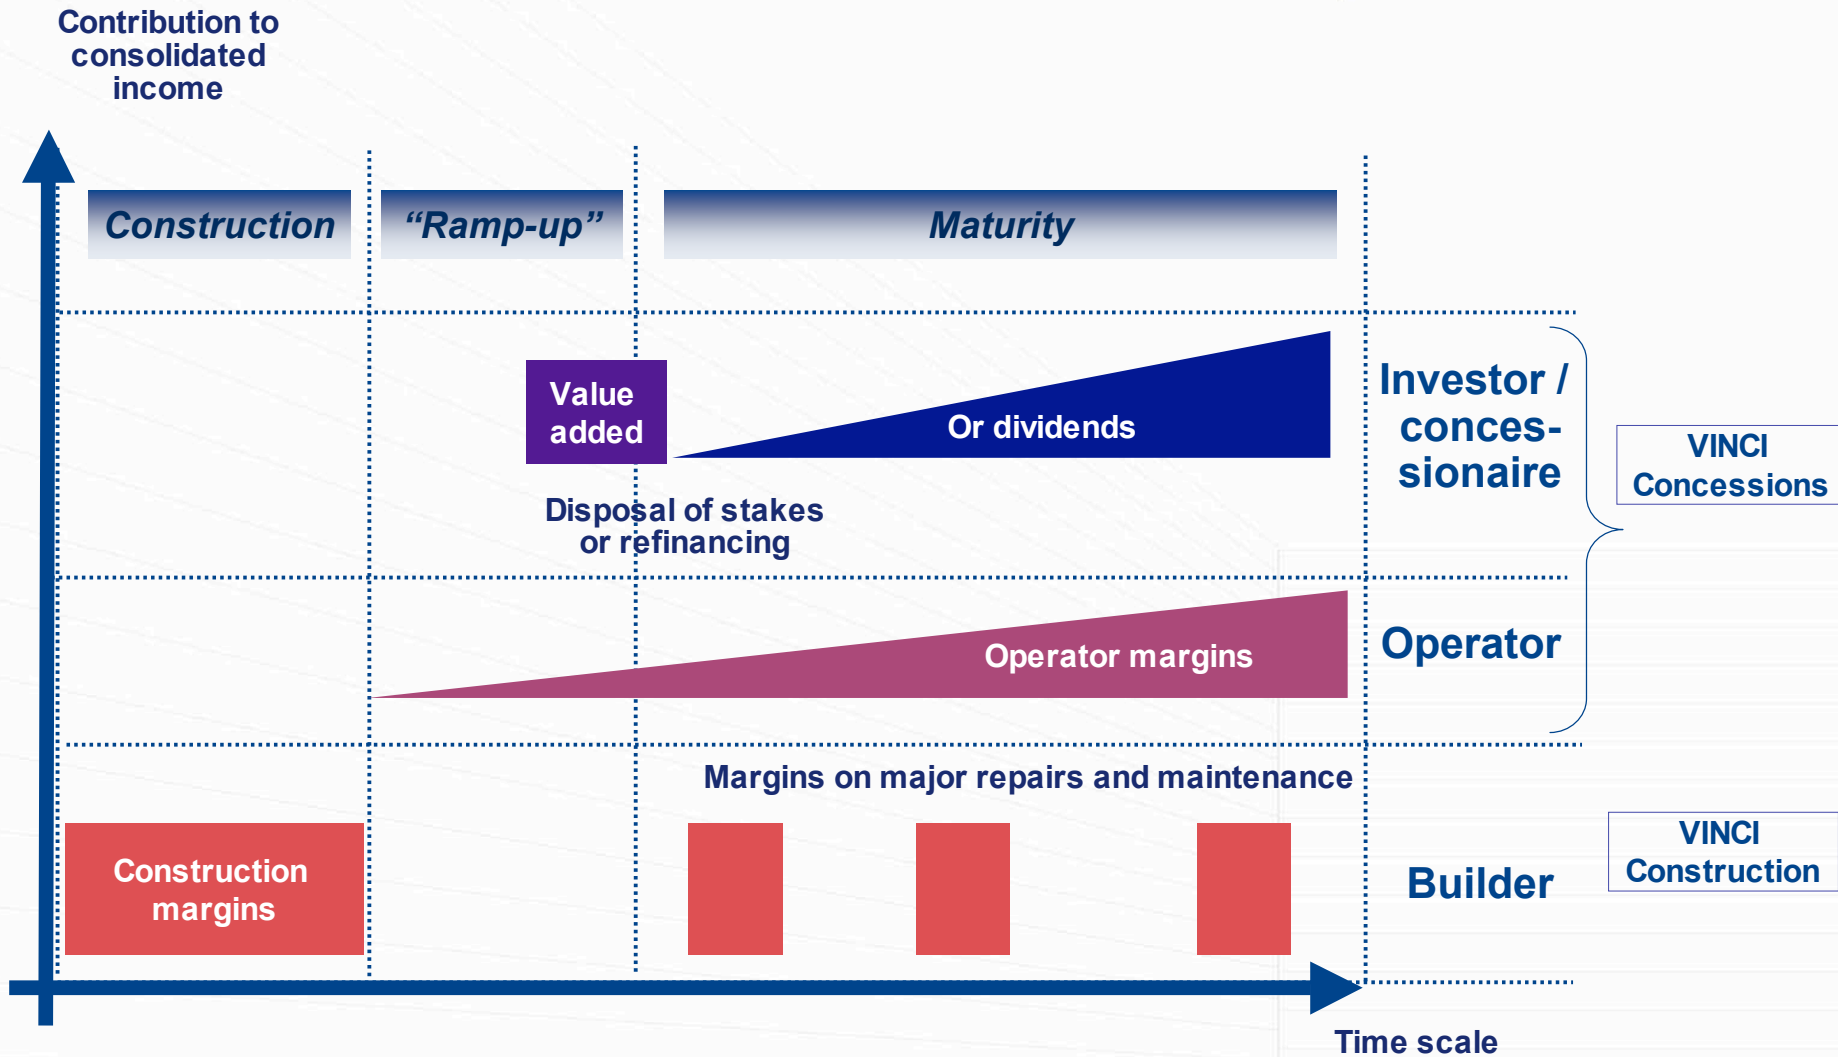 Contribution to
consolidated
income
Construction
“Ramp-up”
Maturity
Value
added
Or dividends
Investor /
conces-
sionaire
VINCI
Concessions
Disposal of stakes
or refinancing
Operator margins
Operator
Margins on major repairs and maintenance
Construction
margins
Builder
VINCI
Construction
Time scale